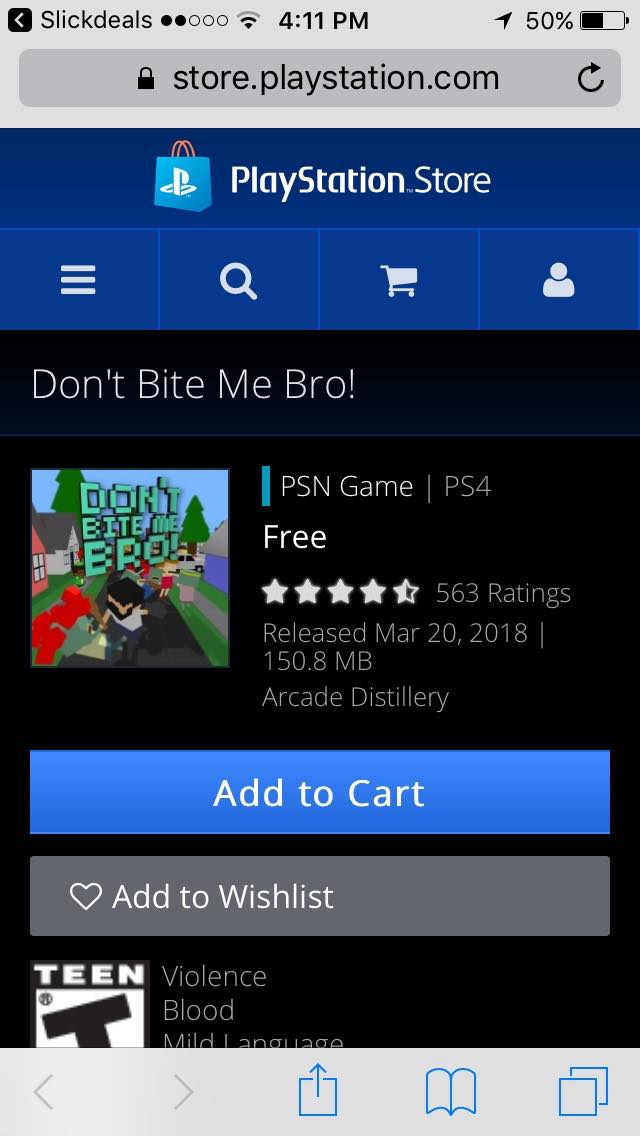 Slickdeals 4:11 PM 50%
store.playstation.com
PlayStation™Store
Don't Bite Me Bro!
DON'T
BITE ME
BRO!
PSN Game | PS4
Free
563 Ratings
Released Mar 20, 2018 |
150.8 MB
Arcade Distillery
Add to Cart
Add to Wishlist
TEEN
®
T
Violence
Blood
Mild Language